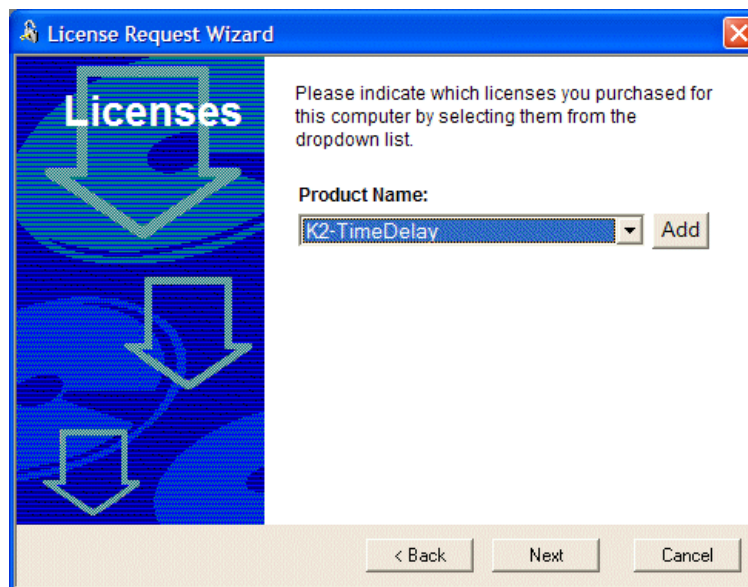 License Request Wizard
Licenses
Please indicate which licenses you purchased for
this computer by selecting them from the
dropdown list.
Product Name:
K2-TimeDelay
Add
< Back
Next
Cancel